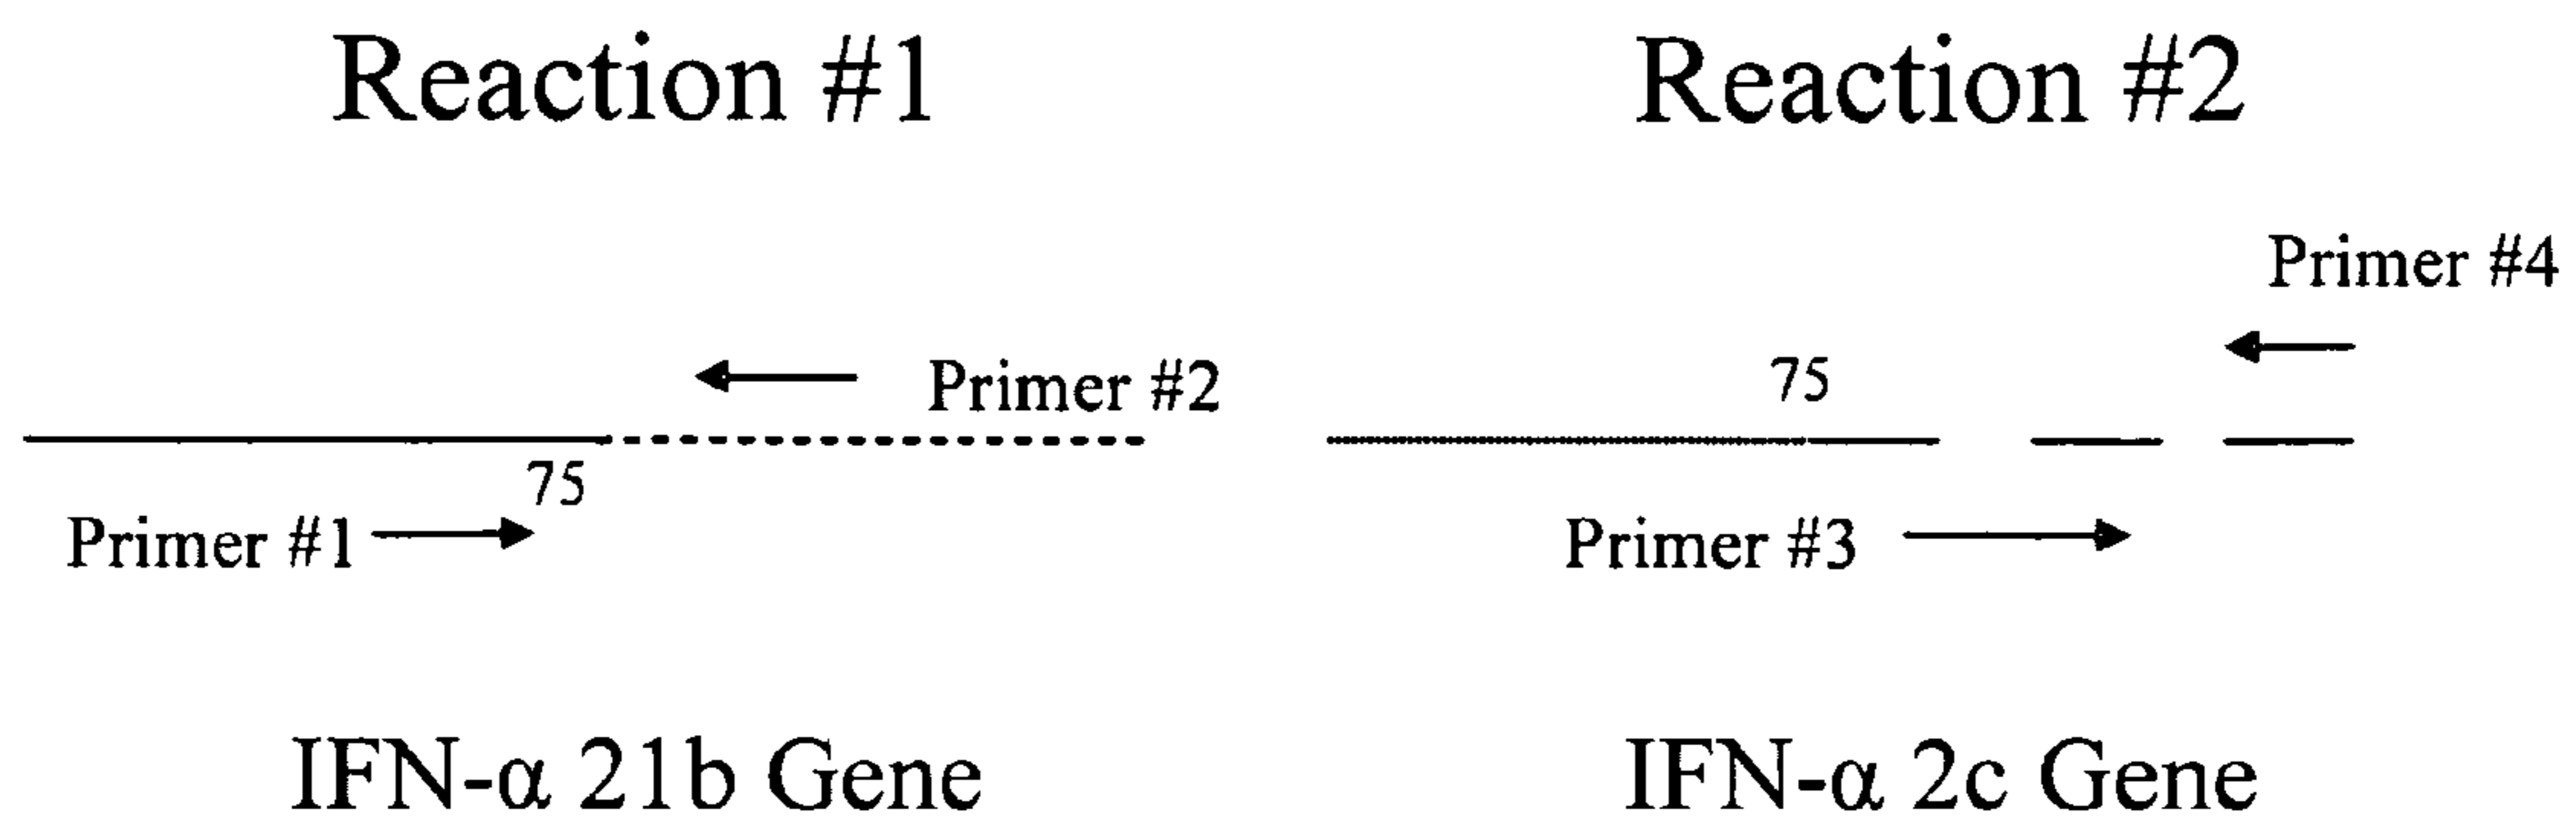 Reaction #1
Reaction #2
Primer #4
75
Primer #2
75
Primer #1
Primer #3
IFN-α 21b Gene
IFN-α 2c Gene